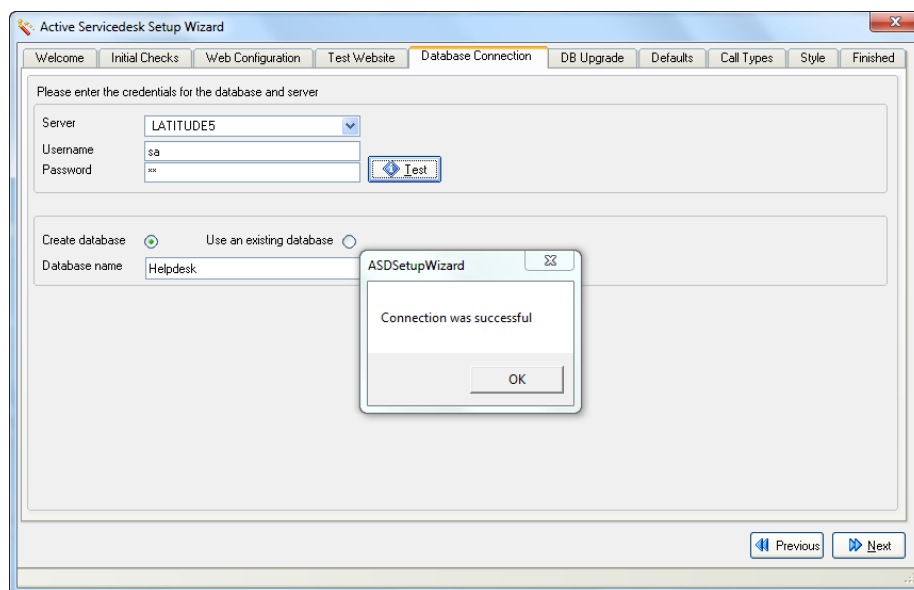 Active Servicedesk Setup Wizard
Welcome Initial Checks Web Configuration Test Website Database Connection DB Upgrade Defaults Call Types Style Finished
Please enter the credentials for the database and server
Server LATITUDE5
Username sa
Password ** Test
Create database Use an existing database
Database name Helpdesk
ASDSetupWizard
Connection was successful
OK
Previous Next